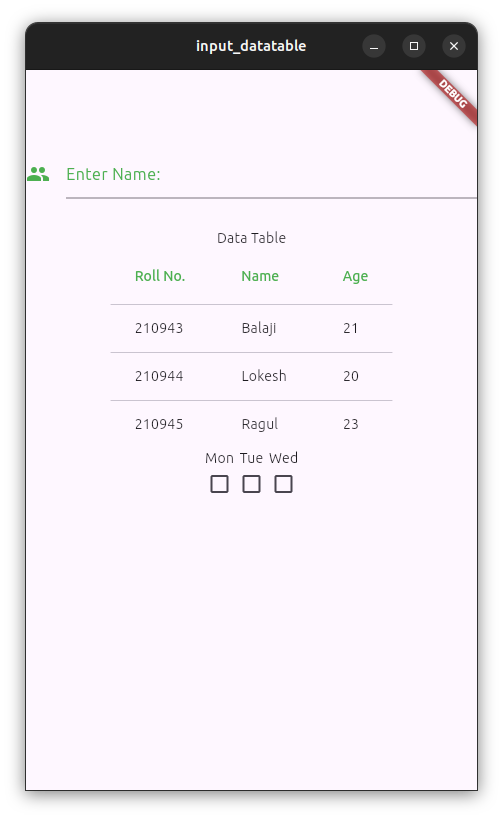 input_datatable
DEBUG
Enter Name:
Data Table
Roll No. Name Age
210943 Balaji 21
210944 Lokesh 20
210945 Ragul 23
Mon Tue Wed